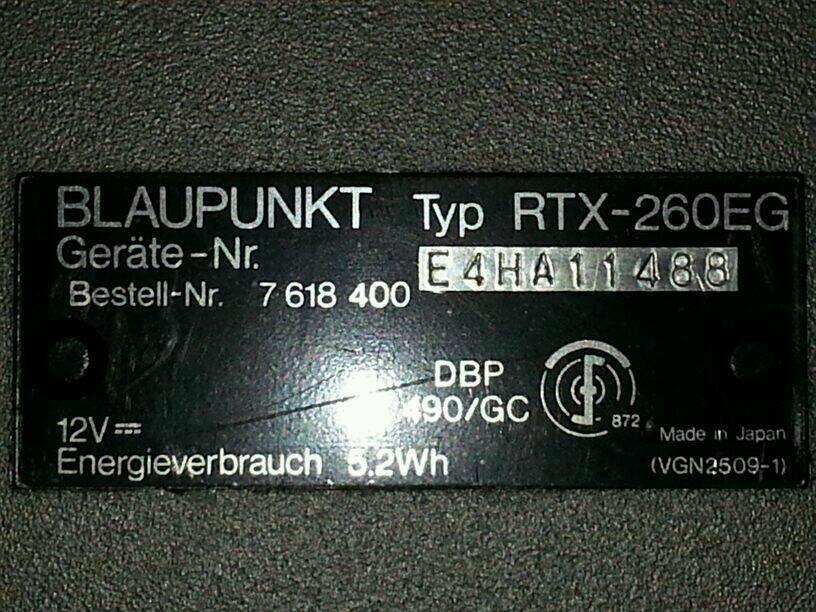 BLAUPUNKT Typ RTX-260EG
Geräte-Nr. E4HA11488
Bestell-Nr. 7 618 400
DBP
490/GC
872
12V⎓ Made in Japan
Energieverbrauch 5.2Wh (VGN2509-1)